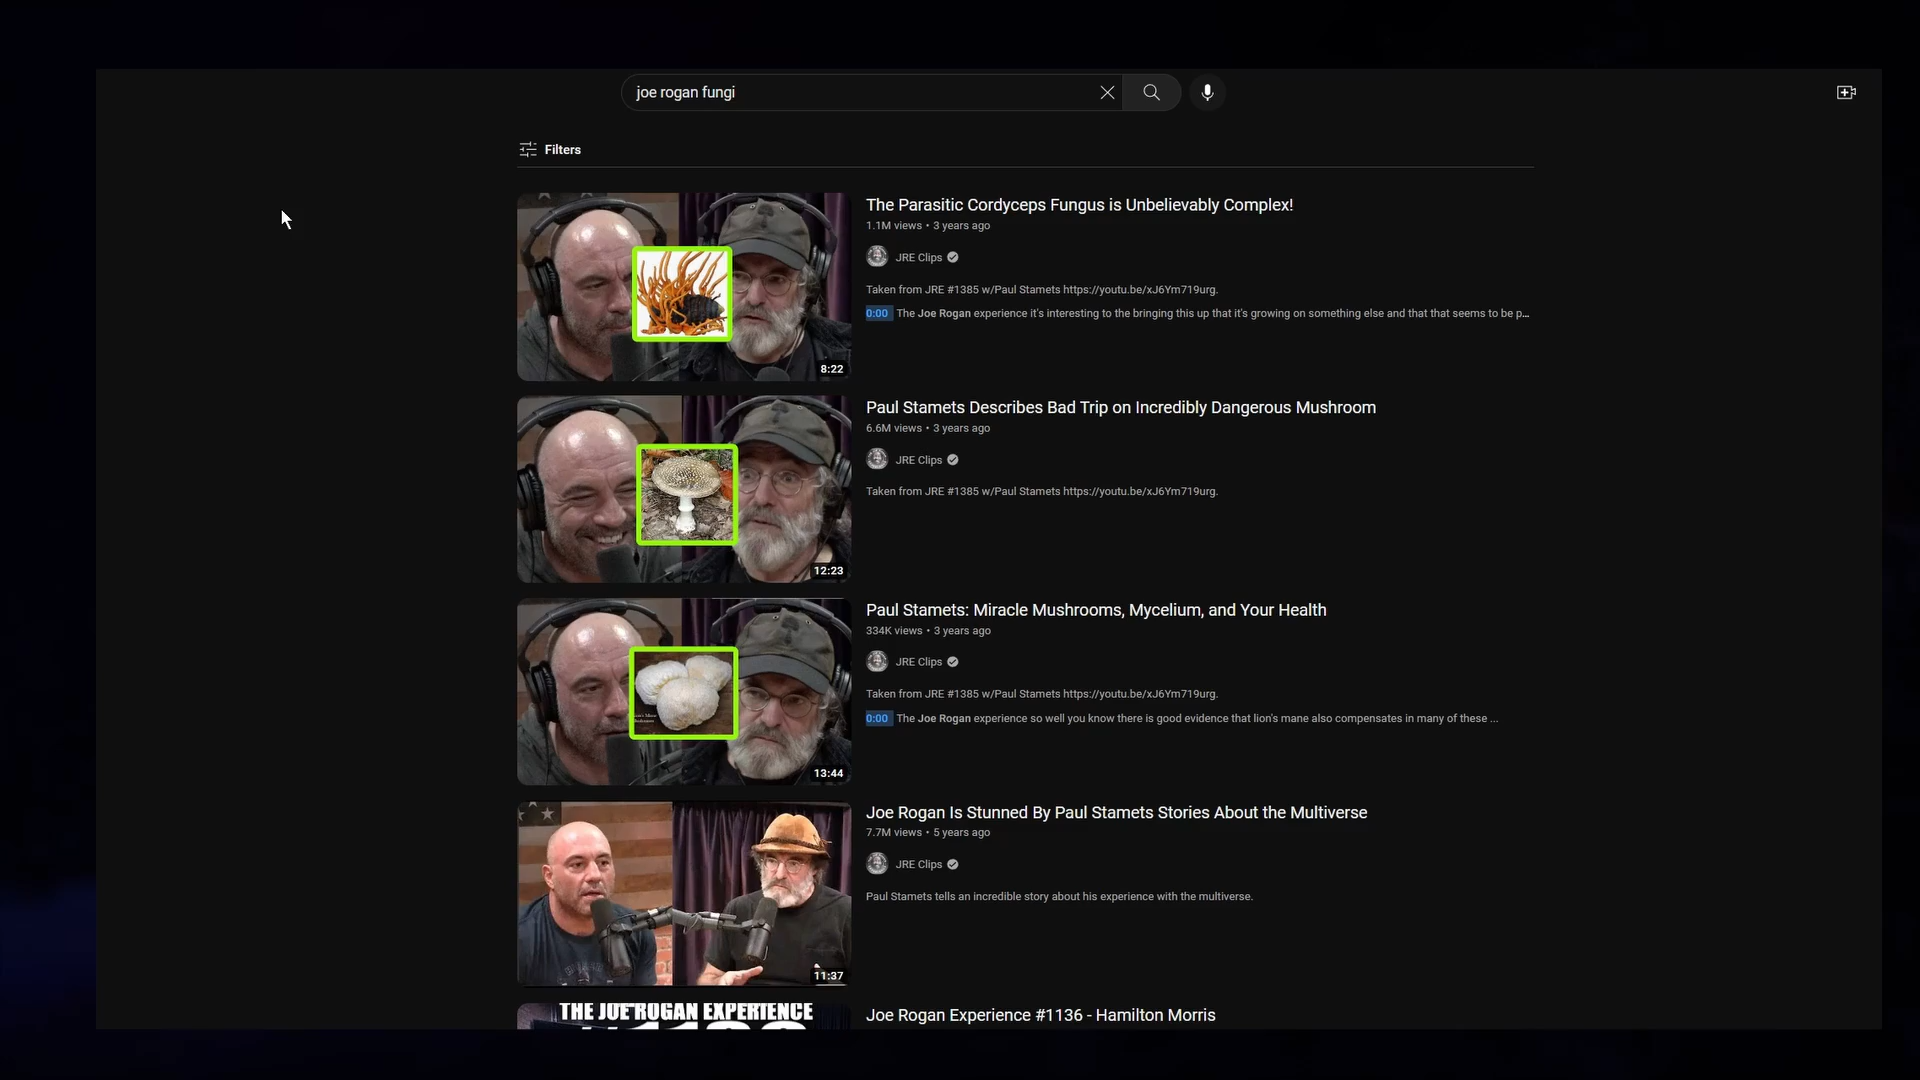 joe rogan fungi
Filters
The Parasitic Cordyceps Fungus is Unbelievably Complex!
1.1M views • 3 years ago
JRE Clips
Taken from JRE #1385 w/Paul Stamets https://youtu.be/xJ6Ym719urg.
0:00 The Joe Rogan experience it's interesting to the bringing this up that it's growing on something else and that that seems to be p...
8:22
Paul Stamets Describes Bad Trip on Incredibly Dangerous Mushroom
6.6M views • 3 years ago
JRE Clips
Taken from JRE #1385 w/Paul Stamets https://youtu.be/xJ6Ym719urg.
12:23
Paul Stamets: Miracle Mushrooms, Mycelium, and Your Health
334K views • 3 years ago
JRE Clips
Taken from JRE #1385 w/Paul Stamets https://youtu.be/xJ6Ym719urg.
0:00 The Joe Rogan experience so well you know there is good evidence that lion's mane also compensates in many of these ...
13:44
Joe Rogan Is Stunned By Paul Stamets Stories About the Multiverse
7.7M views • 5 years ago
JRE Clips
Paul Stamets tells an incredible story about his experience with the multiverse.
11:37
THE JOE ROGAN EXPERIENCE
Joe Rogan Experience #1136 - Hamilton Morris